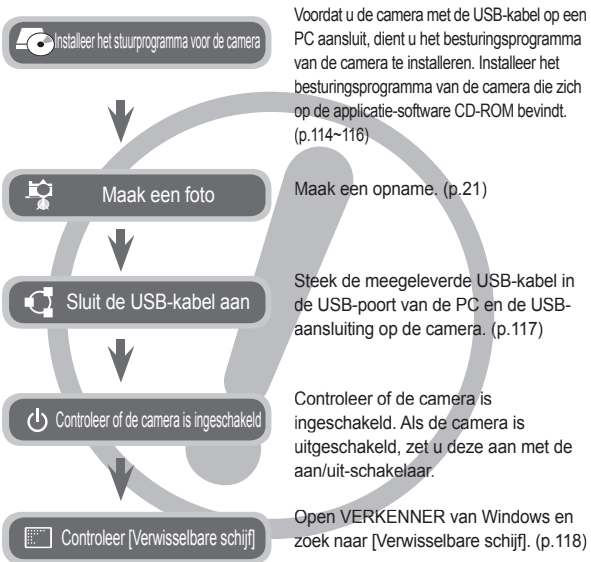 Installeer het stuurprogramma voor de camera
Voordat u de camera met de USB-kabel op een
PC aansluit, dient u het besturingsprogramma
van de camera te installeren. Installeer het
besturingsprogramma van de camera die zich
op de applicatie-software CD-ROM bevindt.
(p.114~116)
Maak een foto
Maak een opname. (p.21)
Sluit de USB-kabel aan
Steek de meegeleverde USB-kabel in
de USB-poort van de PC en de USB-
aansluiting op de camera. (p.117)
Controleer of de camera is ingeschakeld
Controleer of de camera is
ingeschakeld. Als de camera is
uitgeschakeld, zet u deze aan met de
aan/uit-schakelaar.
Controleer [Verwisselbare schijf]
Open VERKENNER van Windows en
zoek naar [Verwisselbare schijf]. (p.118)